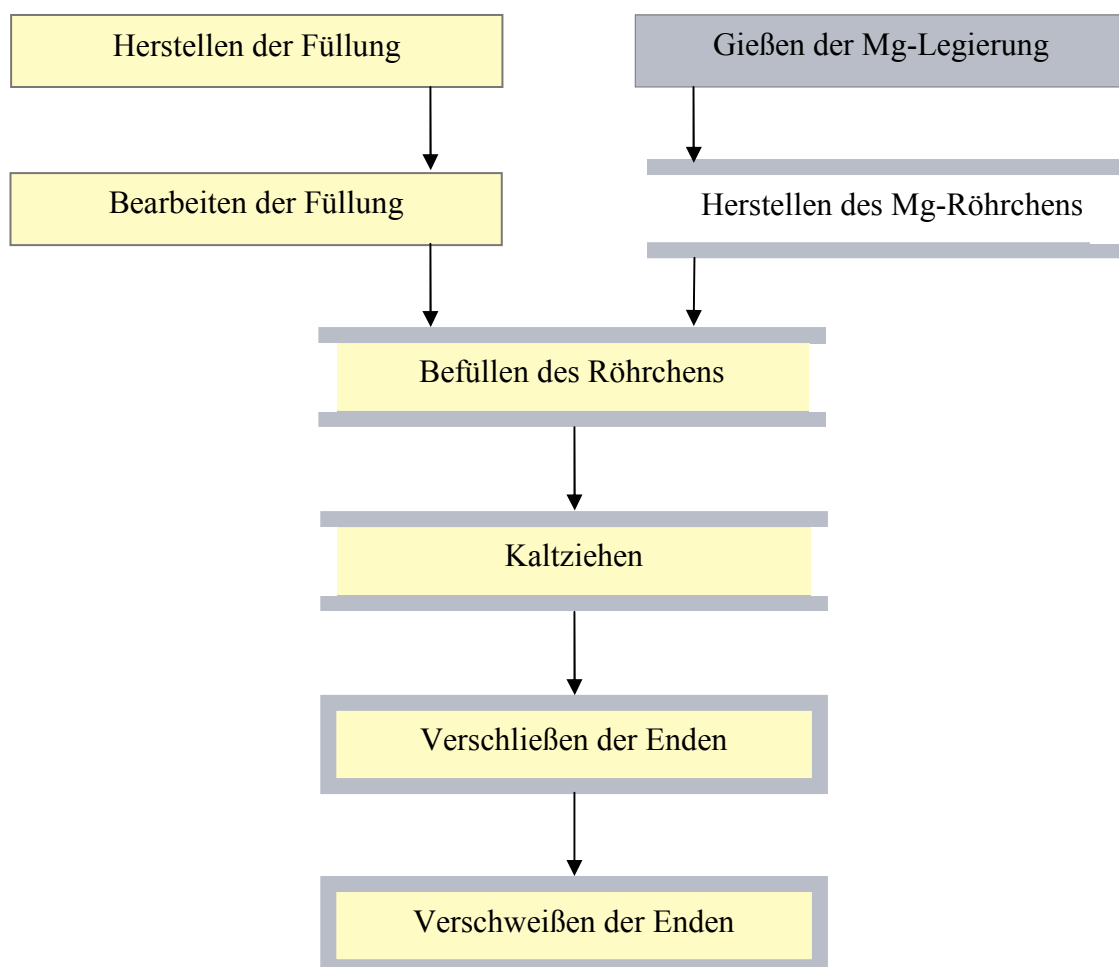 Herstellen der Füllung
Gießen der Mg-Legierung
Bearbeiten der Füllung
Herstellen des Mg-Röhrchens
Befüllen des Röhrchens
Kaltziehen
Verschließen der Enden
Verschweißen der Enden